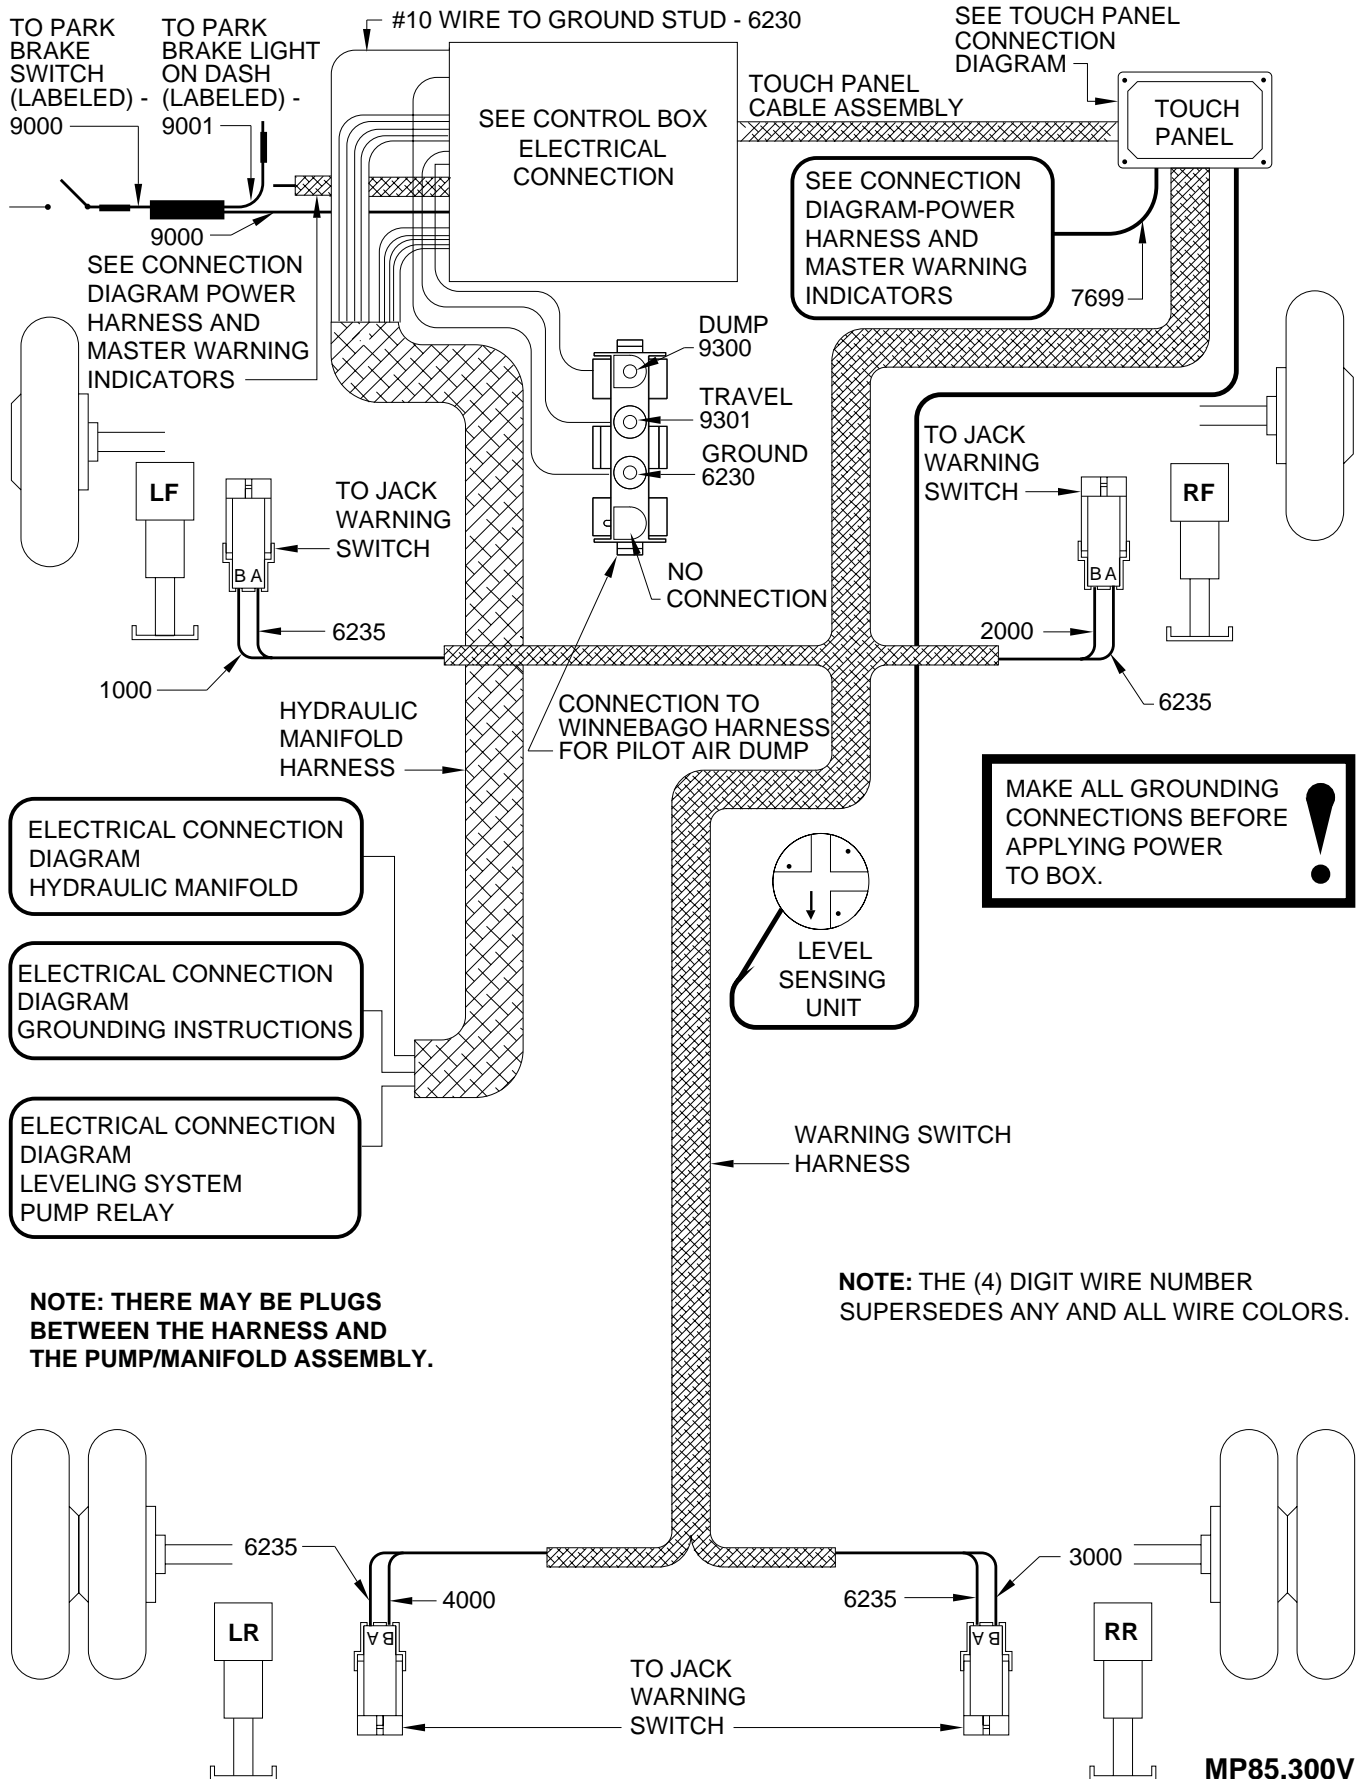 TO PARK
BRAKE
SWITCH
(LABELED) -
9000
TO PARK
BRAKE LIGHT
ON DASH
(LABELED) -
9001
#10 WIRE TO GROUND STUD - 6230
SEE TOUCH PANEL
CONNECTION
DIAGRAM
TOUCH PANEL
CABLE ASSEMBLY
SEE CONTROL BOX
ELECTRICAL
CONNECTION
TOUCH
PANEL
SEE CONNECTION
DIAGRAM-POWER
HARNESS AND
MASTER WARNING
INDICATORS
7699
9000
SEE CONNECTION
DIAGRAM POWER
HARNESS AND
MASTER WARNING
INDICATORS
DUMP
9300
TRAVEL
9301
GROUND
6230
NO
CONNECTION
LF
TO JACK
WARNING
SWITCH
B A
6235
1000
TO JACK
WARNING
SWITCH
RF
B A
2000
6235
HYDRAULIC
MANIFOLD
HARNESS
CONNECTION TO
WINNEBAGO HARNESS
FOR PILOT AIR DUMP
MAKE ALL GROUNDING
CONNECTIONS BEFORE
APPLYING POWER
TO BOX.
!
ELECTRICAL CONNECTION
DIAGRAM
HYDRAULIC MANIFOLD
ELECTRICAL CONNECTION
DIAGRAM
GROUNDING INSTRUCTIONS
ELECTRICAL CONNECTION
DIAGRAM
LEVELING SYSTEM
PUMP RELAY
LEVEL
SENSING
UNIT
WARNING SWITCH
HARNESS
NOTE: THERE MAY BE PLUGS
BETWEEN THE HARNESS AND
THE PUMP/MANIFOLD ASSEMBLY.
NOTE: THE (4) DIGIT WIRE NUMBER
SUPERSEDES ANY AND ALL WIRE COLORS.
6235
4000
B A
LR
6235
3000
B A
RR
TO JACK
WARNING
SWITCH
MP85.300V